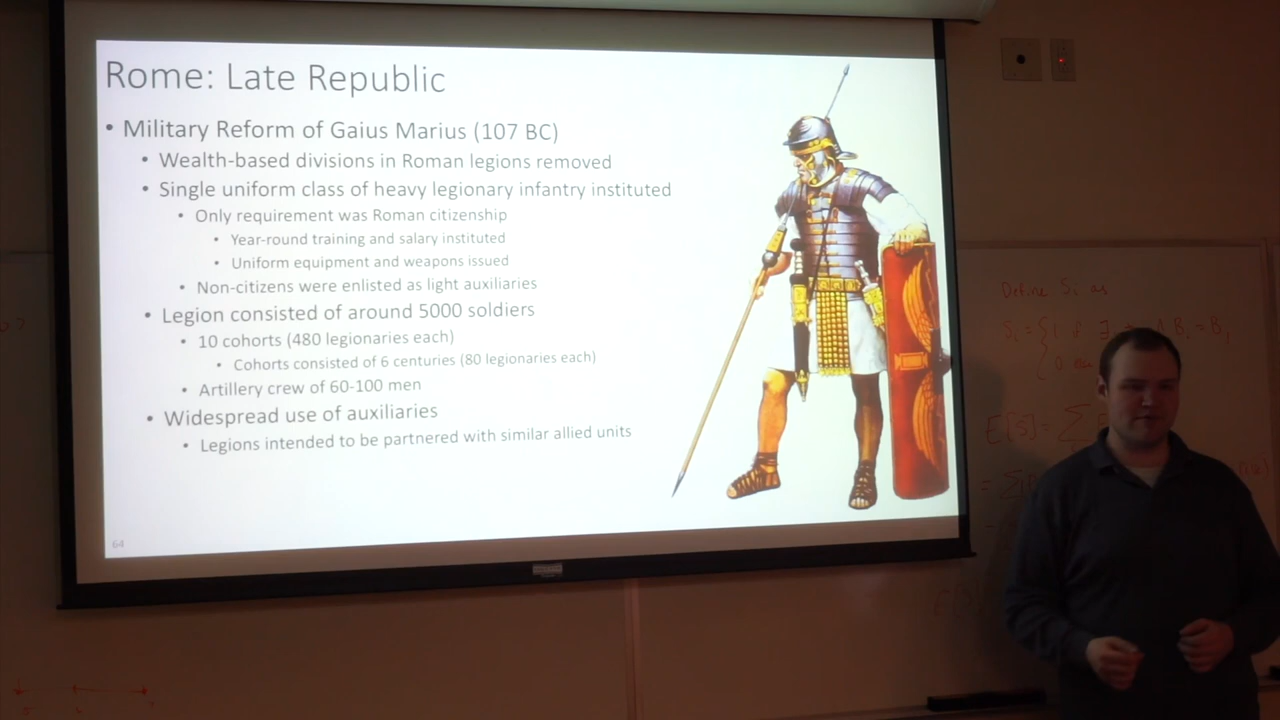 Rome: Late Republic
• Military Reform of Gaius Marius (107 BC)
• Wealth-based divisions in Roman legions removed
• Single uniform class of heavy legionary infantry instituted
• Only requirement was Roman citizenship
• Year-round training and salary instituted
• Uniform equipment and weapons issued
• Non-citizens were enlisted as light auxiliaries
• Legion consisted of around 5000 soldiers
• 10 cohorts (480 legionaries each)
• Cohorts consisted of 6 centuries (80 legionaries each)
• Artillery crew of 60-100 men
• Widespread use of auxiliaries
• Legions intended to be partnered with similar allied units
64
Define Si as
E[S] = Σ